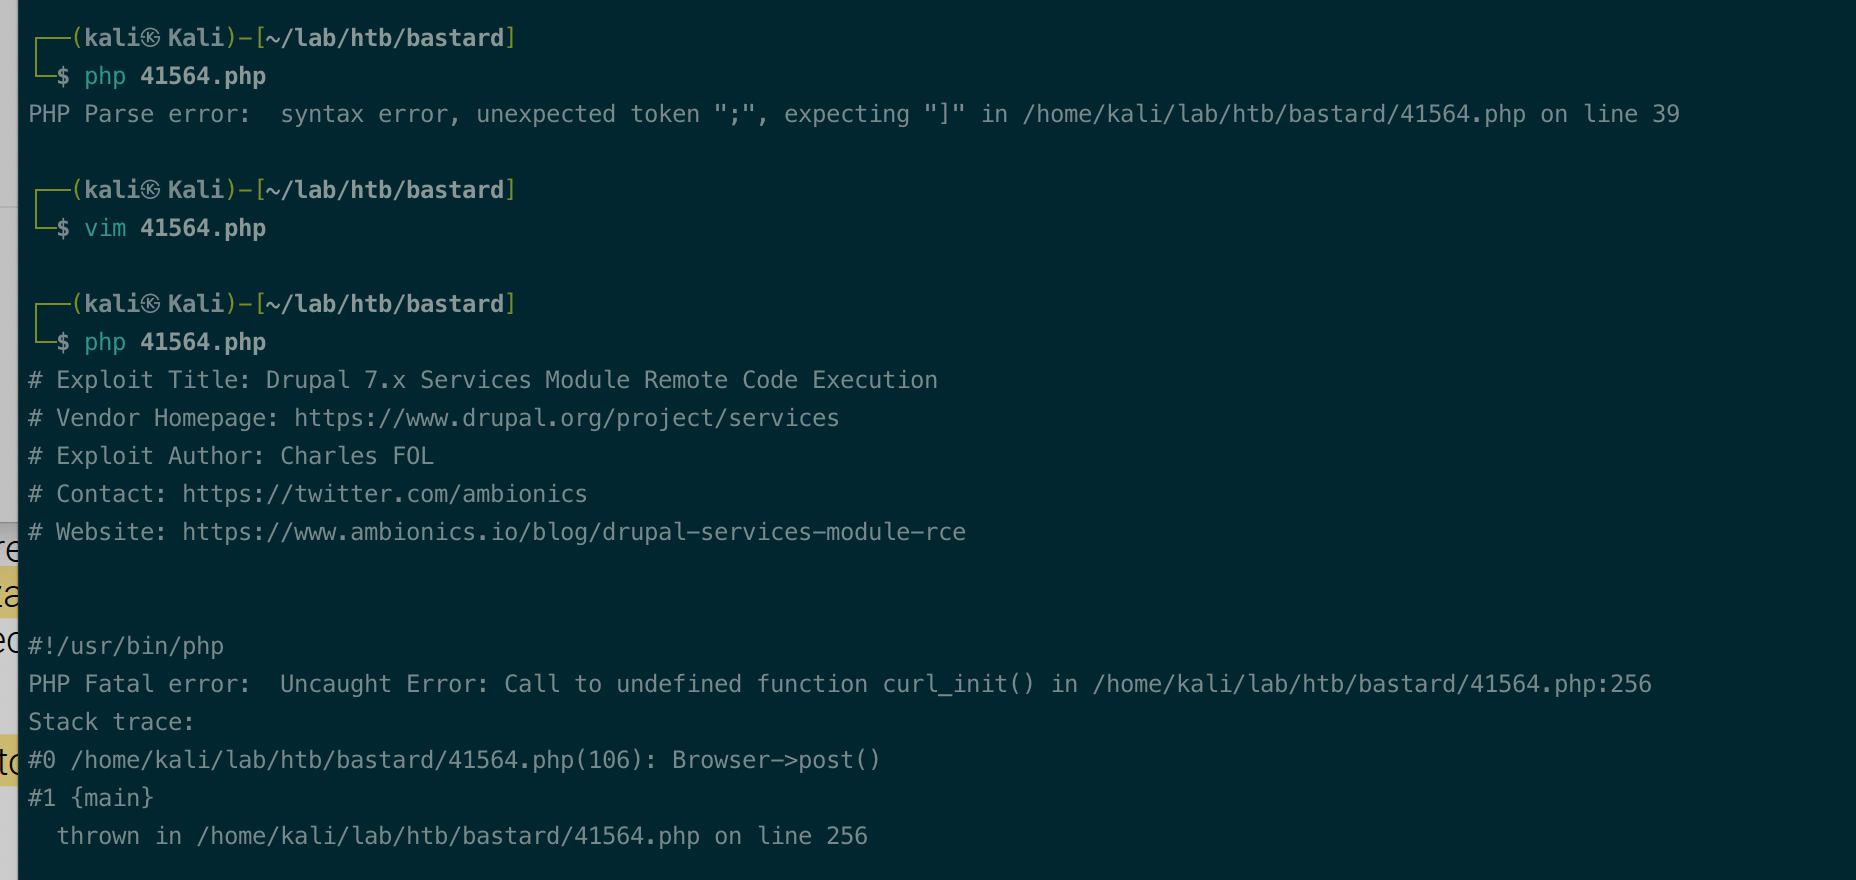 ┌──(kali㉿Kali)-[~/lab/htb/bastard]
└─$ php 41564.php
PHP Parse error:  syntax error, unexpected token ";", expecting "]" in /home/kali/lab/htb/bastard/41564.php on line 39
┌──(kali㉿Kali)-[~/lab/htb/bastard]
└─$ vim 41564.php
┌──(kali㉿Kali)-[~/lab/htb/bastard]
└─$ php 41564.php
# Exploit Title: Drupal 7.x Services Module Remote Code Execution
# Vendor Homepage: https://www.drupal.org/project/services
# Exploit Author: Charles FOL
# Contact: https://twitter.com/ambionics
# Website: https://www.ambionics.io/blog/drupal-services-module-rce
#!/usr/bin/php
PHP Fatal error:  Uncaught Error: Call to undefined function curl_init() in /home/kali/lab/htb/bastard/41564.php:256
Stack trace:
#0 /home/kali/lab/htb/bastard/41564.php(106): Browser->post()
#1 {main}
  thrown in /home/kali/lab/htb/bastard/41564.php on line 256